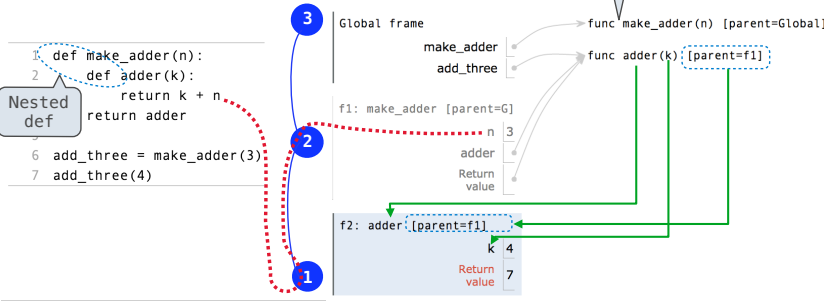 1 def make_adder(n):
2 def adder(k):
return k + n
return adder
6 add_three = make_adder(3)
7 add_three(4)
Nested
def
3
2
1
Global frame
make_adder
add_three
func make_adder(n) [parent=Global]
func adder(k) [parent=f1]
f1: make_adder [parent=G]
n 3
adder
Return
value
f2: adder [parent=f1]
k 4
Return
value
7